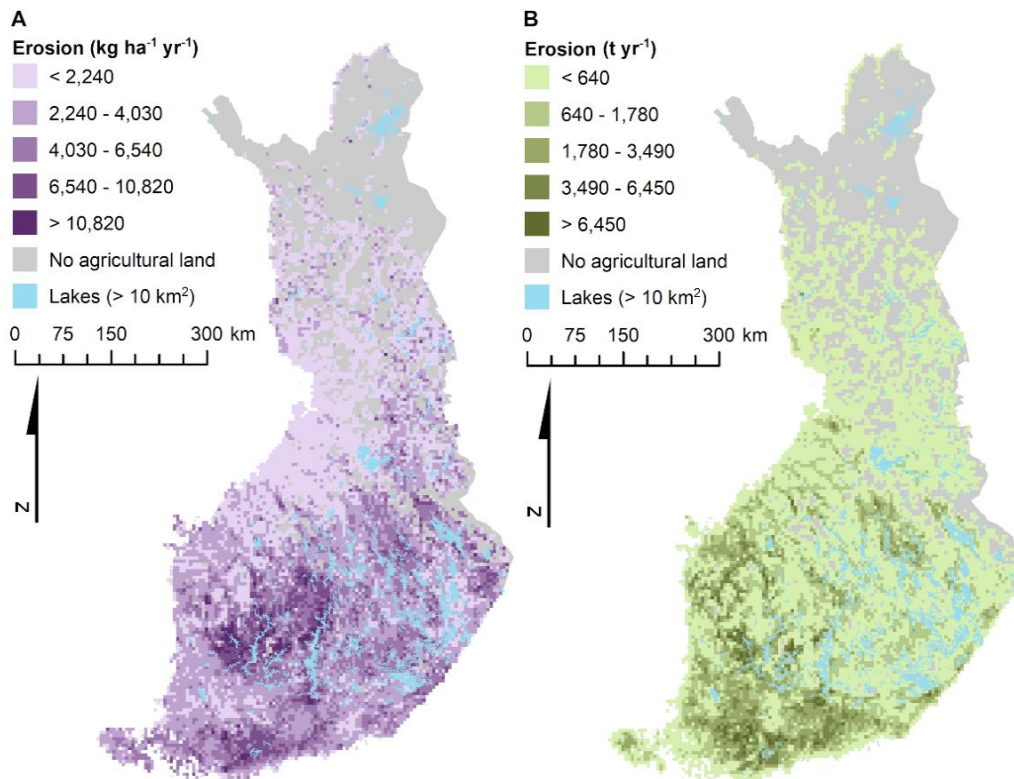 A
Erosion (kg ha⁻¹ yr⁻¹)
< 2,240
2,240 - 4,030
4,030 - 6,540
6,540 - 10,820
> 10,820
No agricultural land
Lakes (> 10 km²)
0 75 150 300 km
N
B
Erosion (t yr⁻¹)
< 640
640 - 1,780
1,780 - 3,490
3,490 - 6,450
> 6,450
No agricultural land
Lakes (> 10 km²)
0 75 150 300 km
N